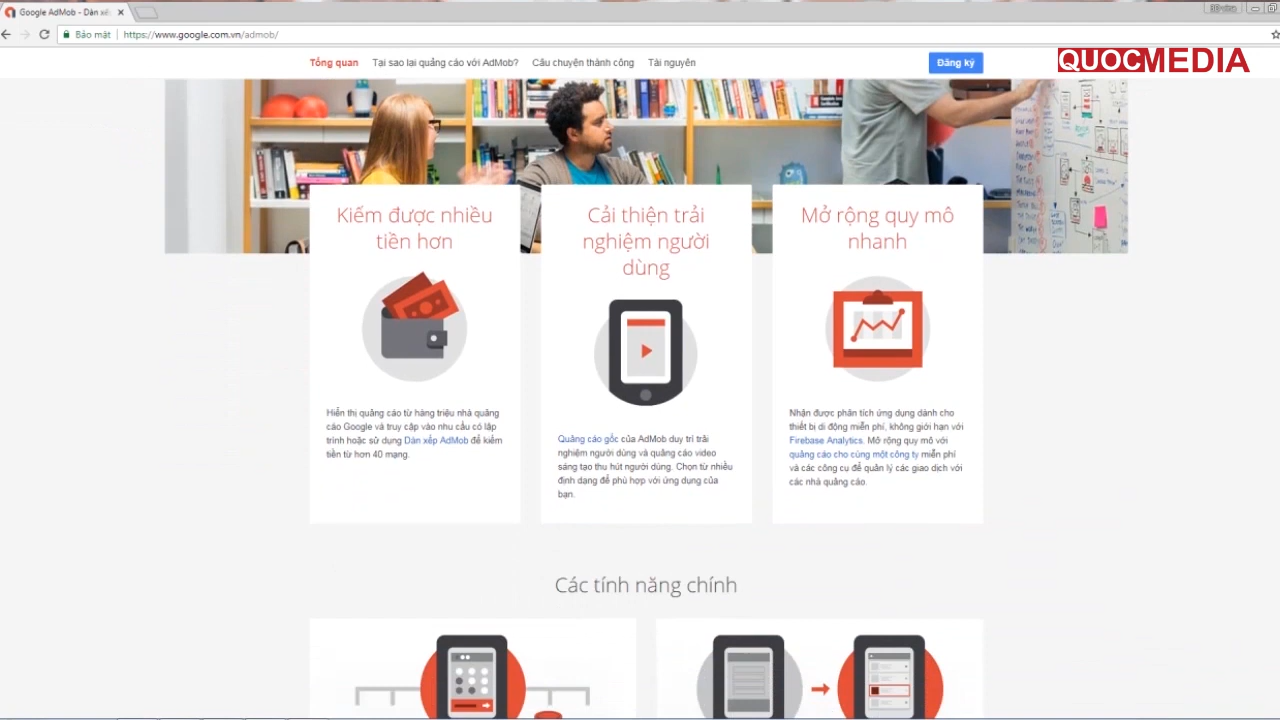 Google AdMob - Dàn xếp
Bảo mật
https://www.google.com.vn/admob/
Tổng quan
Tại sao lại quảng cáo với AdMob?
Câu chuyện thành công
Tài nguyên
Đăng ký
QUOCMEDIA
Kiếm được nhiều
tiền hơn
Hiển thị quảng cáo từ hàng triệu nhà quảng
cáo Google và truy cập vào nhu cầu có lập
trình hoặc sử dụng Dàn xếp AdMob để kiếm
tiền từ hơn 40 mạng.
Cải thiện trải
nghiệm người
dùng
Quảng cáo gốc của AdMob duy trì trải
nghiệm người dùng và quảng cáo video
sáng tạo thu hút người dùng. Chọn từ nhiều
định dạng để phù hợp với ứng dụng của
bạn.
Mở rộng quy mô
nhanh
Nhận được phân tích ứng dụng dành cho
thiết bị di động miễn phí, không giới hạn với
Firebase Analytics. Mở rộng quy mô với
quảng cáo cho cùng một công ty miễn phí
và các công cụ để quản lý các giao dịch với
các nhà quảng cáo.
Các tính năng chính